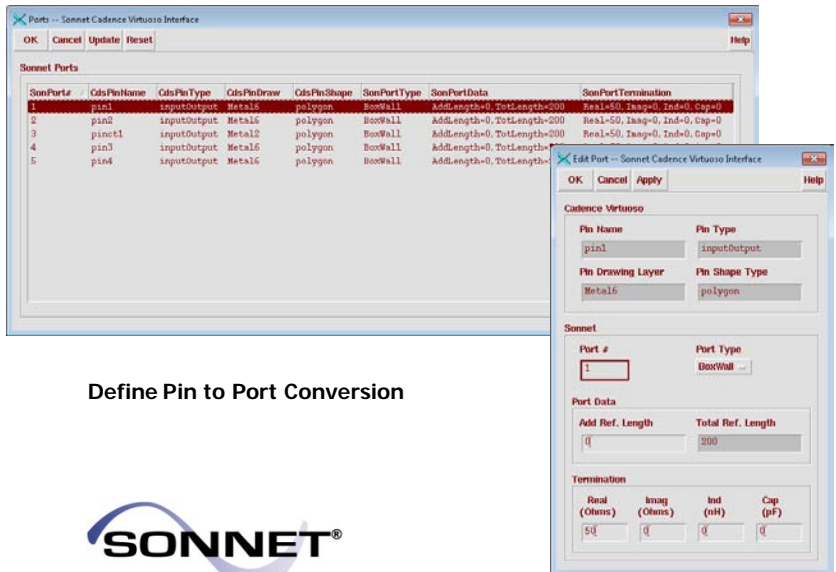 Ports -- Sonnet Cadence Virtuoso Interface
OK Cancel Update Reset Help
Sonnet Ports
SonPort# CdsPinName CdsPinType CdsPinDraw CdsPinShape SonPortType SonPortData SonPortTermination
1 pin1 inputOutput Metal6 polygon BoxWall AddLength=0, TotLength=200 Real=50, Imag=0, Ind=0, Cap=0
2 pin2 inputOutput Metal6 polygon BoxWall AddLength=0, TotLength=200 Real=50, Imag=0, Ind=0, Cap=0
3 pinct1 inputOutput Metal2 polygon BoxWall AddLength=0, TotLength=200 Real=50, Imag=0, Ind=0, Cap=0
4 pin3 inputOutput Metal6 polygon BoxWall
5 pin4 inputOutput Metal6 polygon BoxWall
Edit Port -- Sonnet Cadence Virtuoso Interface
OK Cancel Apply Help
Cadence Virtuoso
Pin Name Pin Type
pin1 inputOutput
Pin Drawing Layer Pin Shape Type
Metal6 polygon
Sonnet
Port # Port Type
1 BoxWall
Port Data
Add Ref. Length Total Ref. Length
0 200
Termination
Real (Ohms) Imag (Ohms) Ind (nH) Cap (pF)
50 0 0 0
Define Pin to Port Conversion
SONNET®